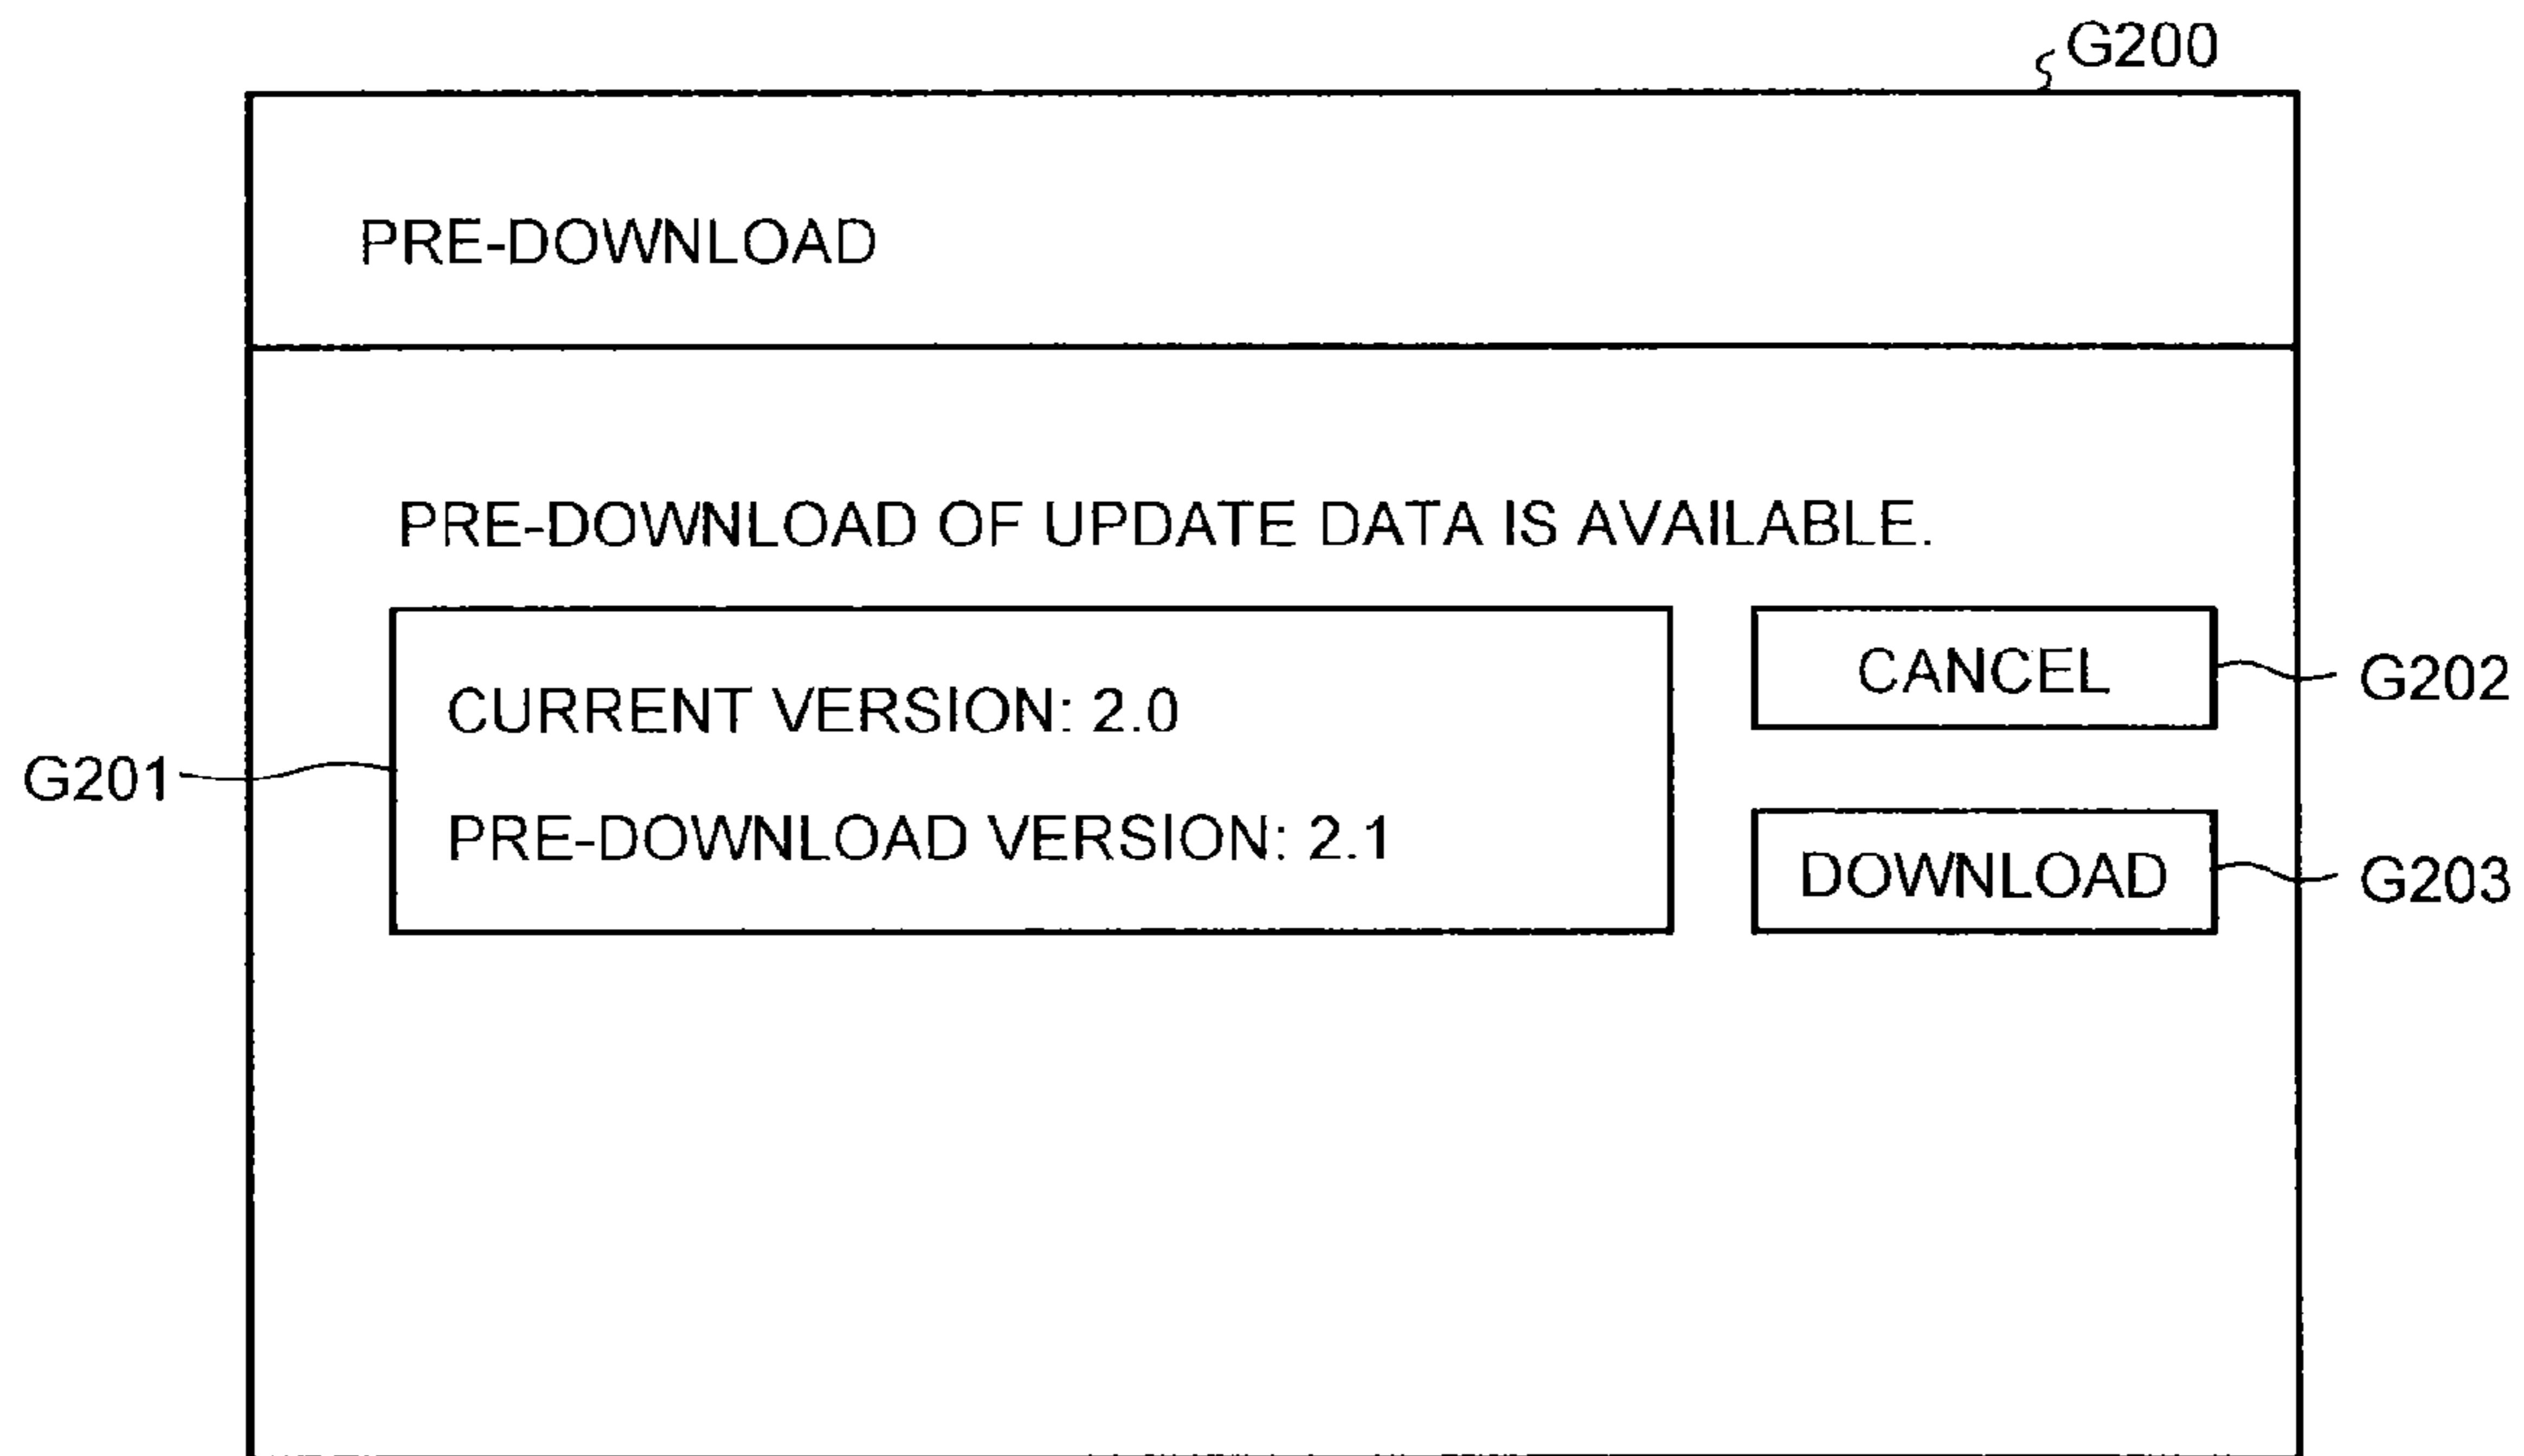 G200
PRE-DOWNLOAD
PRE-DOWNLOAD OF UPDATE DATA IS AVAILABLE.
CURRENT VERSION: 2.0
PRE-DOWNLOAD VERSION: 2.1
G201
CANCEL
G202
DOWNLOAD
G203